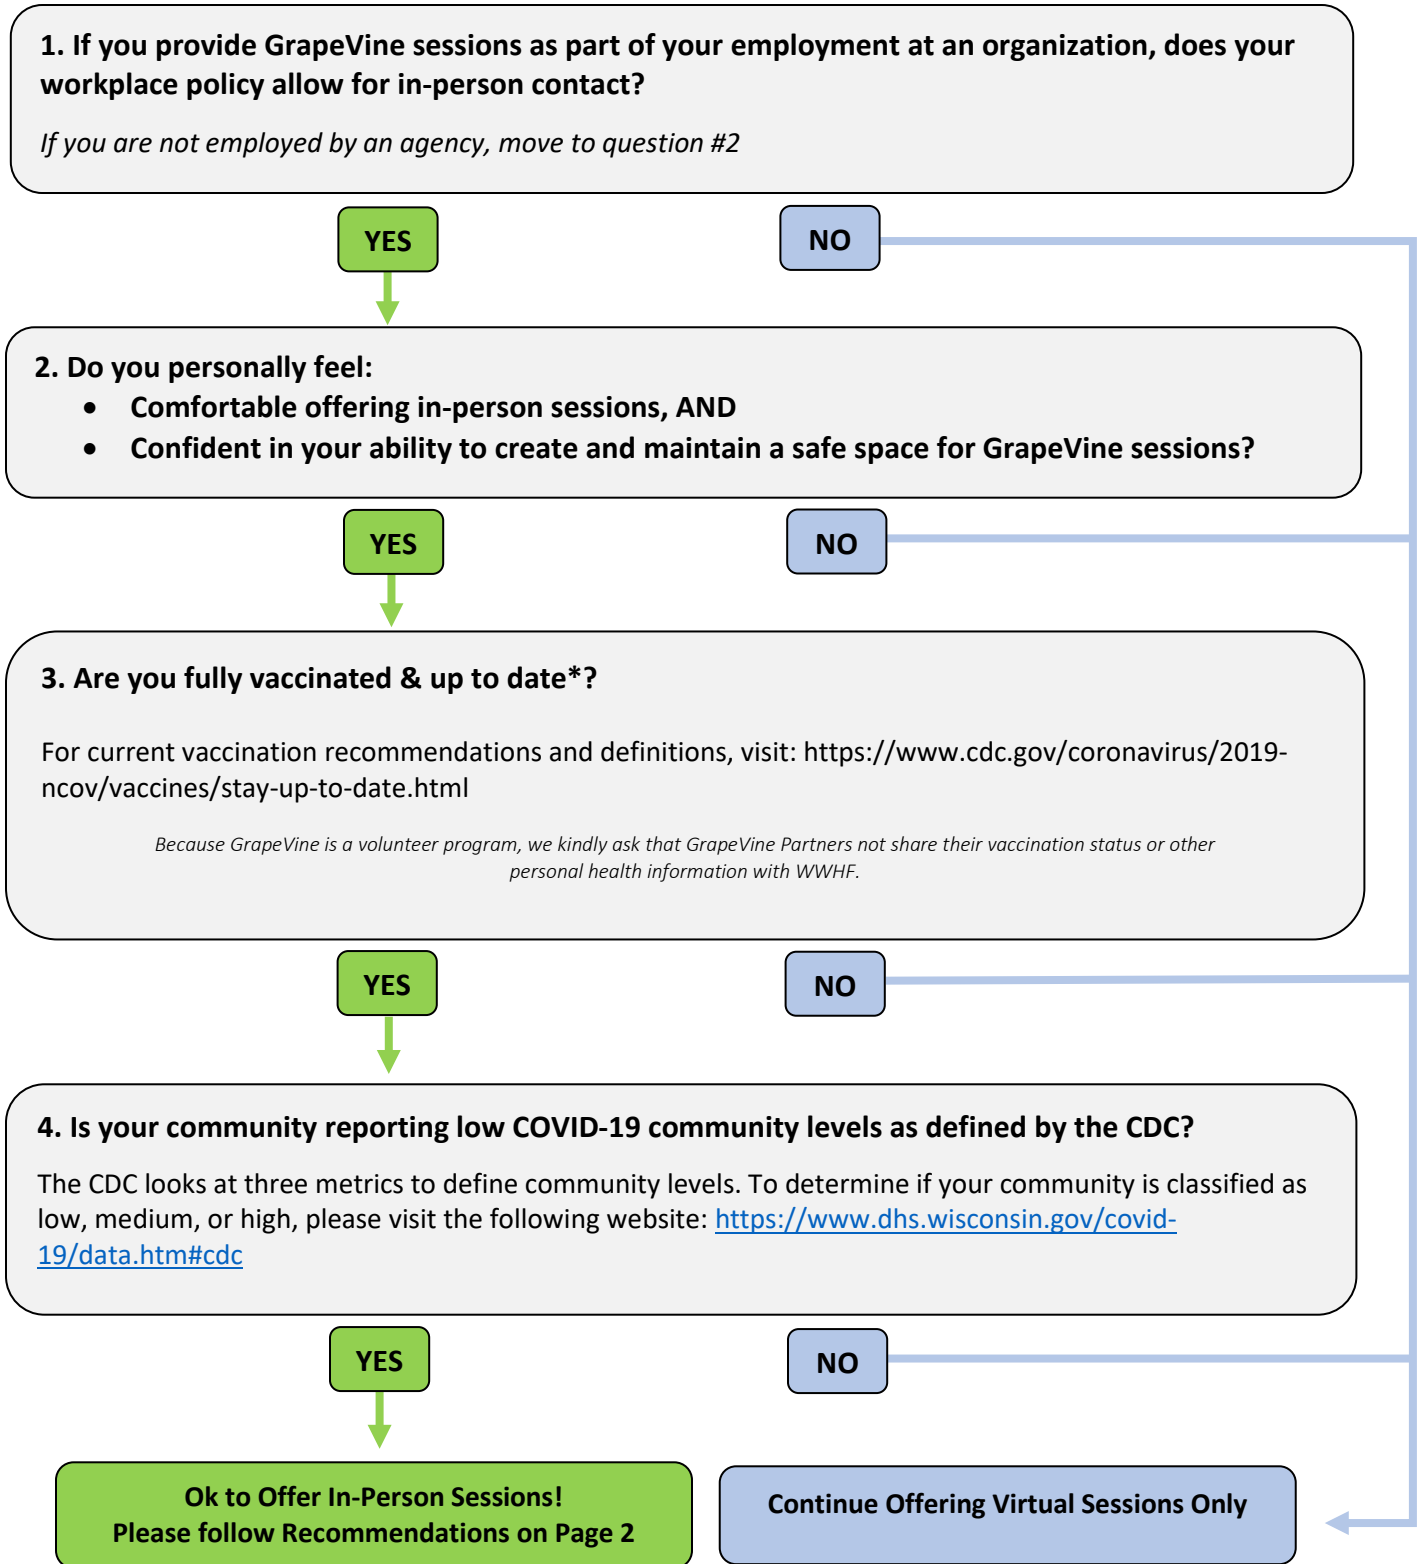 1. If you provide GrapeVine sessions as part of your employment at an organization, does your
workplace policy allow for in-person contact?
If you are not employed by an agency, move to question #2
YES
NO
2. Do you personally feel:
• Comfortable offering in-person sessions, AND
• Confident in your ability to create and maintain a safe space for GrapeVine sessions?
YES
NO
3. Are you fully vaccinated & up to date*?
For current vaccination recommendations and definitions, visit: https://www.cdc.gov/coronavirus/2019-
ncov/vaccines/stay-up-to-date.html
Because GrapeVine is a volunteer program, we kindly ask that GrapeVine Partners not share their vaccination status or other
personal health information with WWHF.
YES
NO
4. Is your community reporting low COVID-19 community levels as defined by the CDC?
The CDC looks at three metrics to define community levels. To determine if your community is classified as
low, medium, or high, please visit the following website: https://www.dhs.wisconsin.gov/covid-
19/data.htm#cdc
YES
NO
Ok to Offer In-Person Sessions!
Please follow Recommendations on Page 2
Continue Offering Virtual Sessions Only